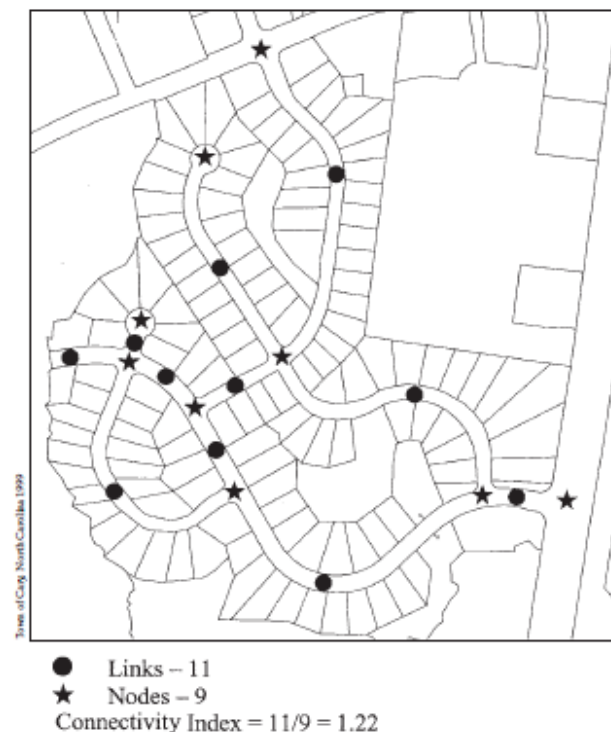 Town of Cary, North Carolina 1999
Links – 11
Nodes – 9
Connectivity Index = 11/9 = 1.22